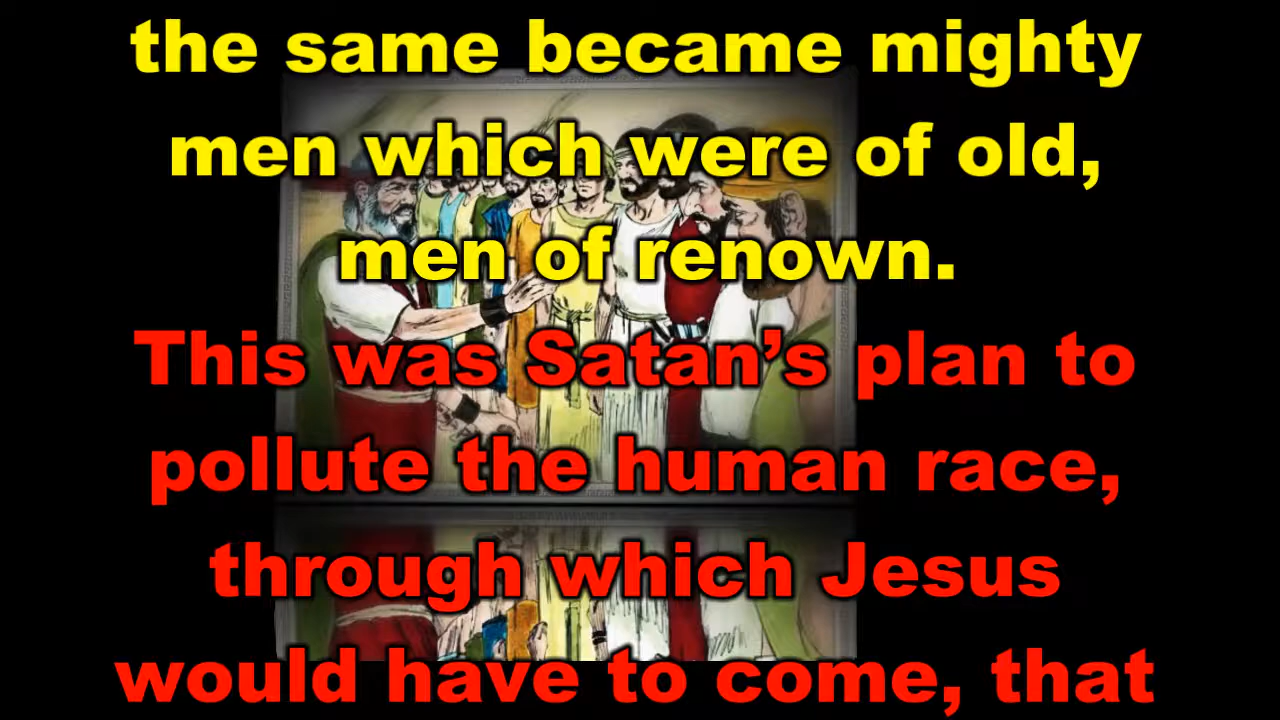 the same became mighty
men which were of old,
men of renown.
This was Satan’s plan to
pollute the human race,
through which Jesus
would have to come, that